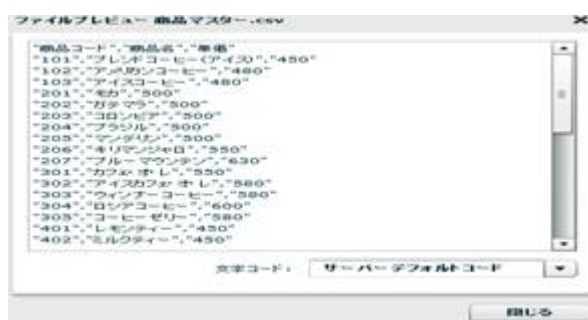 ファイルプレビュー 商品マスター.csv
"商品コード","商品名","単価"
"101","ブレンドコーヒー(アイス)","450"
"102","アメリカンコーヒー","480"
"103","アイスコーヒー","480"
"201","モカ","500"
"202","ガテマラ","500"
"203","コロンビア","500"
"204","ブラジル","500"
"205","マンデリン","500"
"206","キリマンジャロ","550"
"207","ブルーマウンテン","630"
"301","カフェ オ レ","550"
"302","アイスカフェ オ レ","580"
"303","ウィンナーコーヒー","580"
"304","ロシアコーヒー","600"
"305","コーヒーゼリー","580"
"401","レモンティー","450"
"402","ミルクティー","450"
文字コード: サーバーデフォルトコード
閉じる